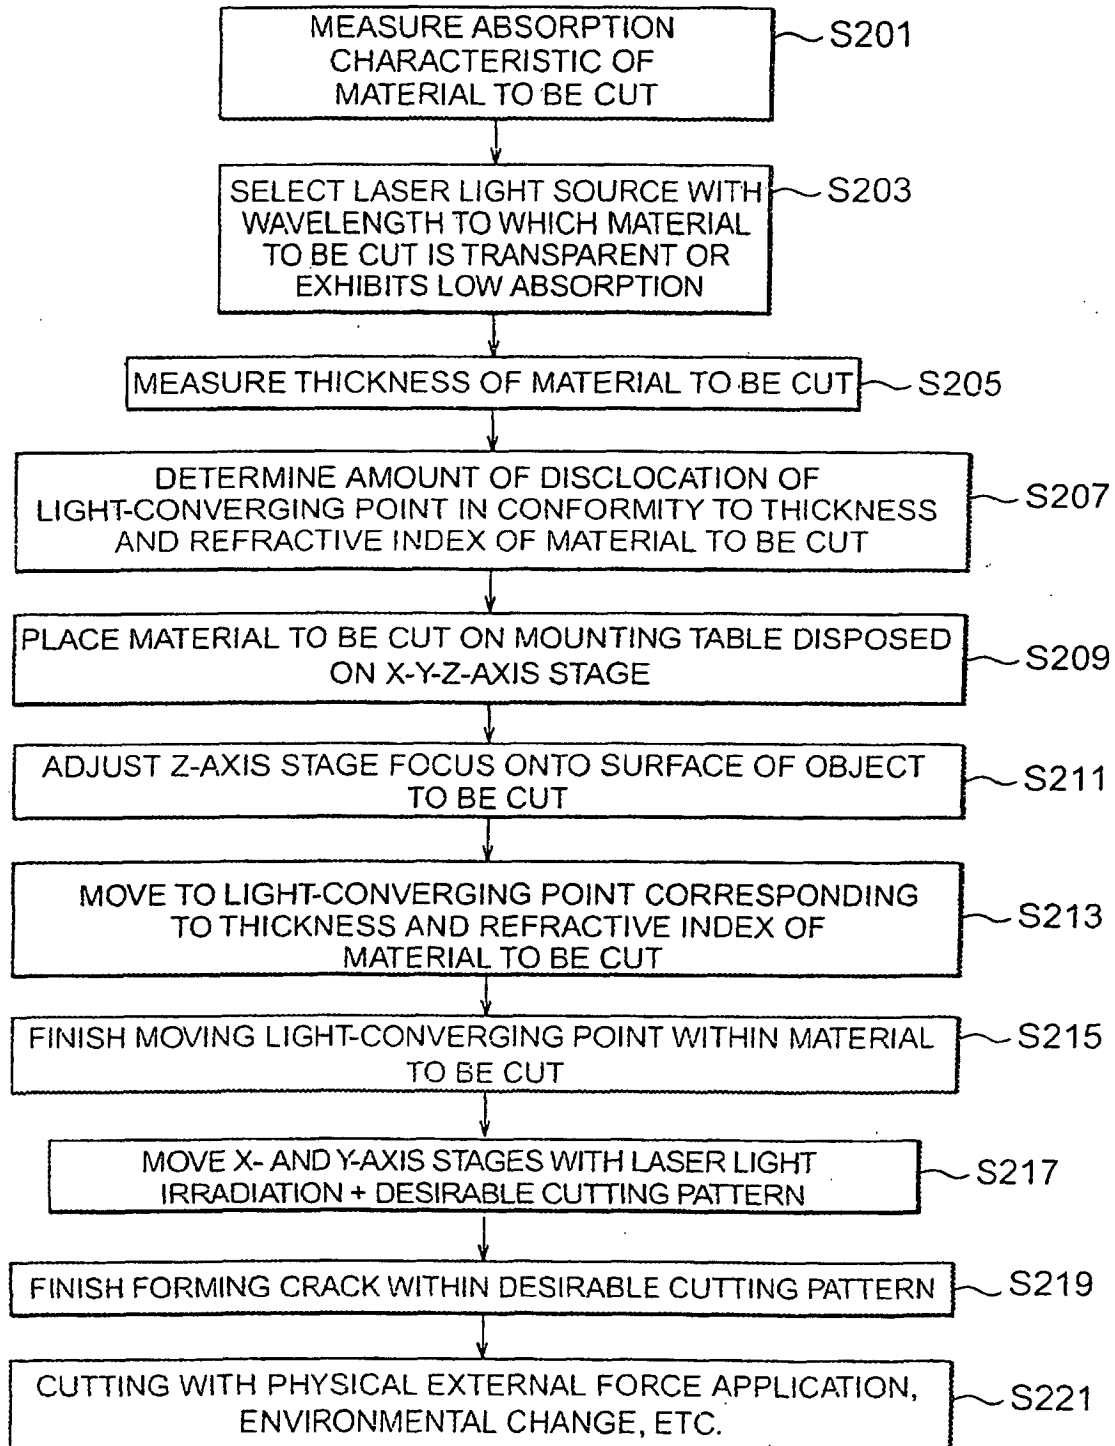 MEASURE ABSORPTION
CHARACTERISTIC OF
MATERIAL TO BE CUT
S201
SELECT LASER LIGHT SOURCE WITH
WAVELENGTH TO WHICH MATERIAL
TO BE CUT IS TRANSPARENT OR
EXHIBITS LOW ABSORPTION
S203
MEASURE THICKNESS OF MATERIAL TO BE CUT
S205
DETERMINE AMOUNT OF DISCLOCATION OF
LIGHT-CONVERGING POINT IN CONFORMITY TO THICKNESS
AND REFRACTIVE INDEX OF MATERIAL TO BE CUT
S207
PLACE MATERIAL TO BE CUT ON MOUNTING TABLE DISPOSED
ON X-Y-Z-AXIS STAGE
S209
ADJUST Z-AXIS STAGE FOCUS ONTO SURFACE OF OBJECT
TO BE CUT
S211
MOVE TO LIGHT-CONVERGING POINT CORRESPONDING
TO THICKNESS AND REFRACTIVE INDEX OF
MATERIAL TO BE CUT
S213
FINISH MOVING LIGHT-CONVERGING POINT WITHIN MATERIAL
TO BE CUT
S215
MOVE X- AND Y-AXIS STAGES WITH LASER LIGHT
IRRADIATION + DESIRABLE CUTTING PATTERN
S217
FINISH FORMING CRACK WITHIN DESIRABLE CUTTING PATTERN
S219
CUTTING WITH PHYSICAL EXTERNAL FORCE APPLICATION,
ENVIRONMENTAL CHANGE, ETC.
S221